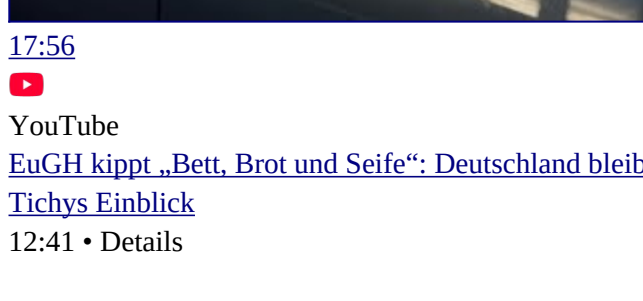 17:56
YouTube
EuGH kippt „Bett, Brot und Seife“: Deutschland bleib
Tichys Einblick
12:41 • Details